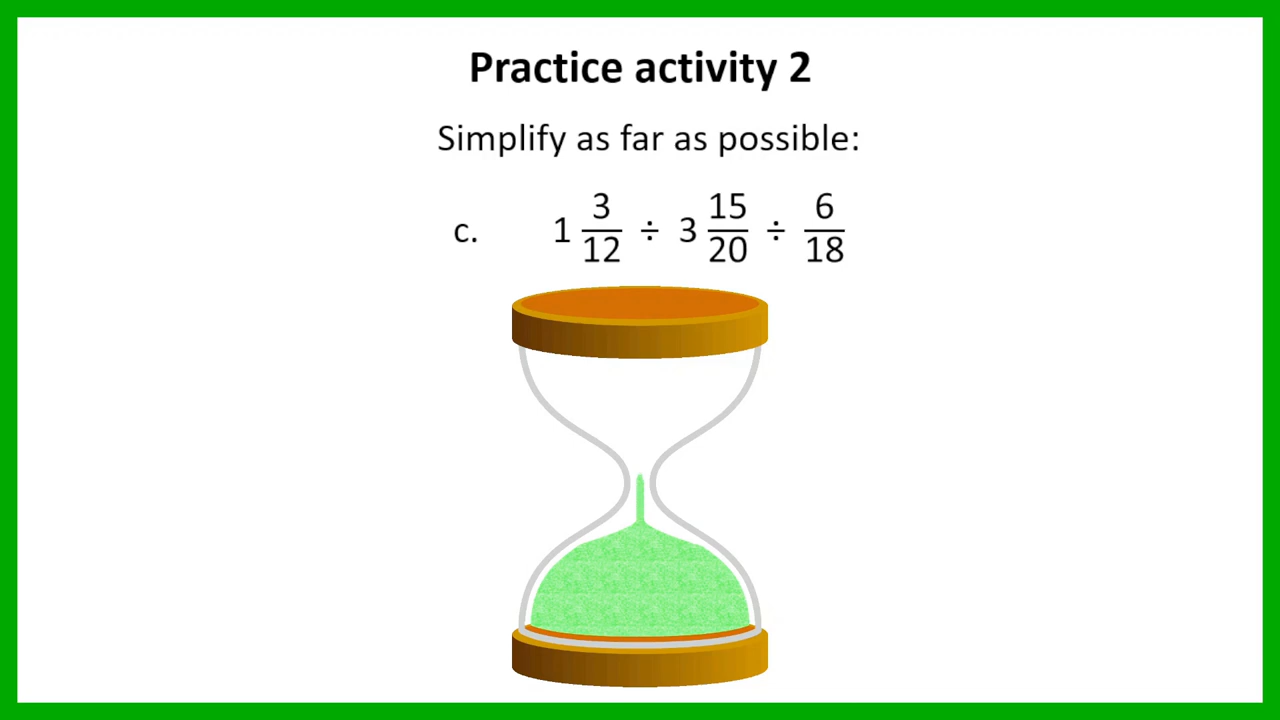 Practice activity 2
Simplify as far as possible:
c. 1 3/12 ÷ 3 15/20 ÷ 6/18